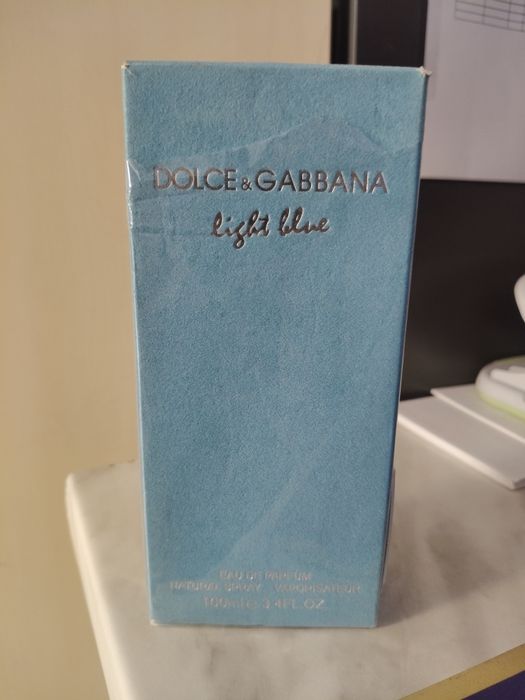 DOLCE & GABBANA
light blue
EAU DE PARFUM
NATURAL SPRAY VAPORISATEUR
100ml ℮ 3.4FL.OZ